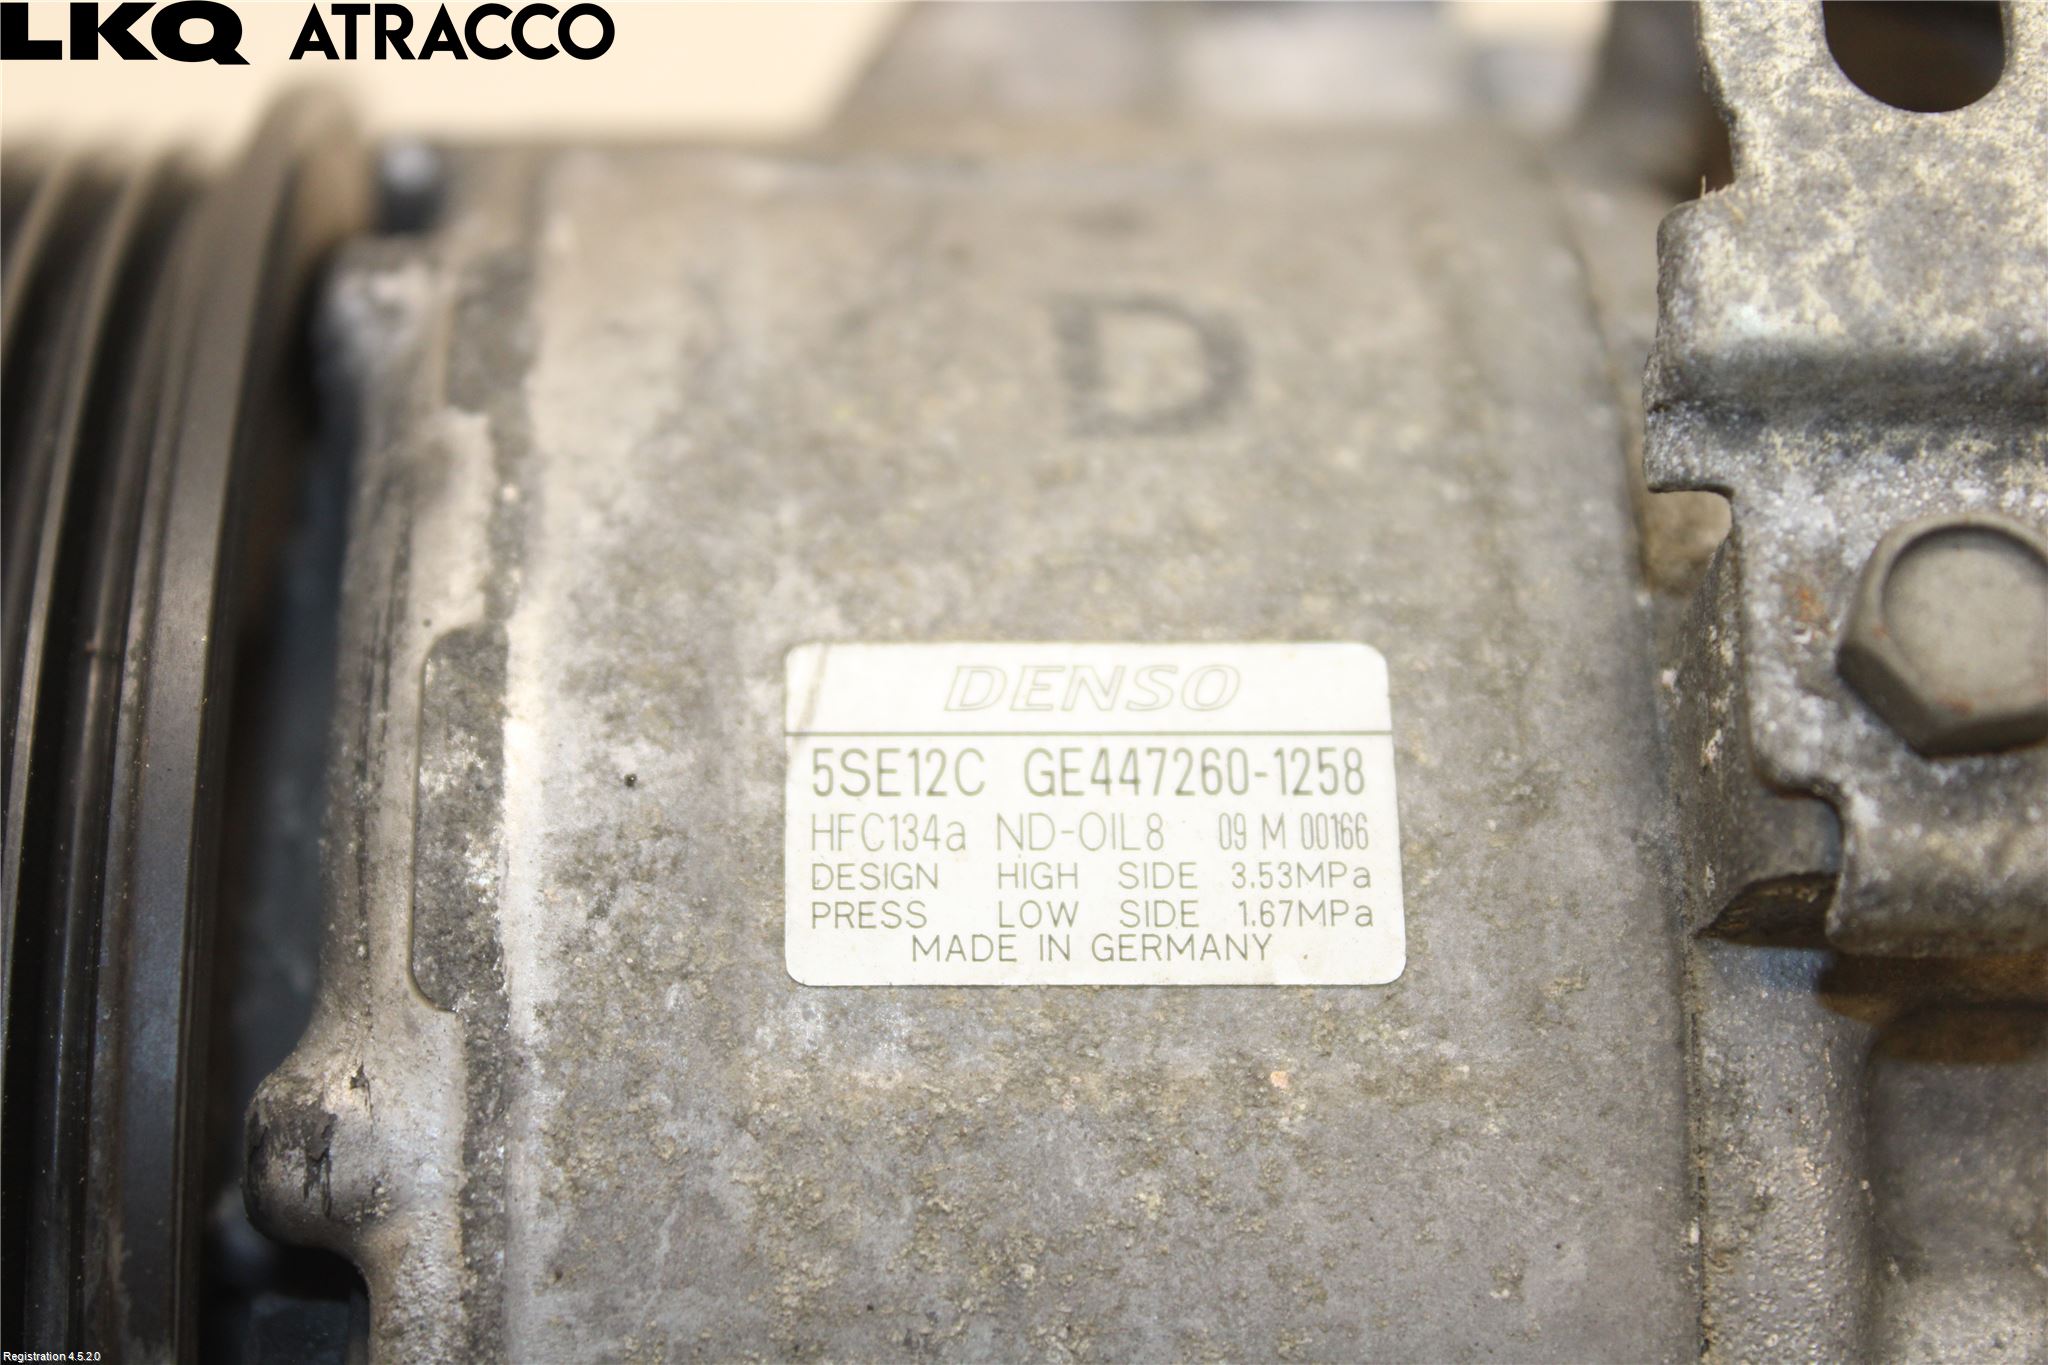 LKQ ATRACCO
D
DENSO
5SE12C GE447260-1258
HFC134a ND-OIL8 09 M 00166
DESIGN HIGH SIDE 3.53MPa
PRESS LOW SIDE 1.67MPa
MADE IN GERMANY
Registration 4.5.2.0